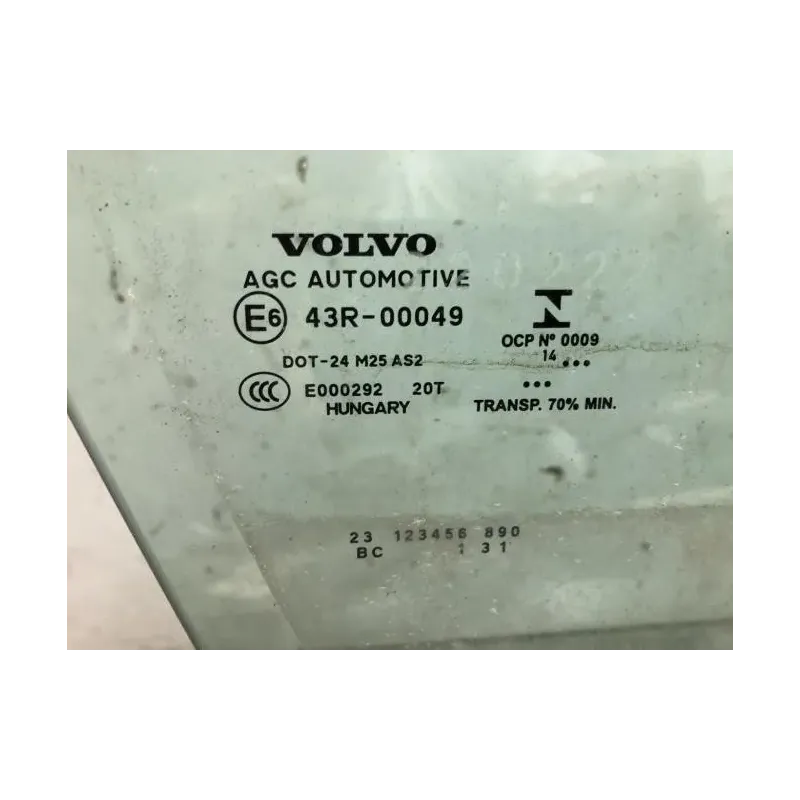 VOLVO
AGC AUTOMOTIVE
E6 43R-00049
DOT-24 M25 AS2
CCC E000292 20T
HUNGARY
N
OCP Nº 0009
14 ...
...
TRANSP. 70% MIN.
23 123456 890
BC 1 31